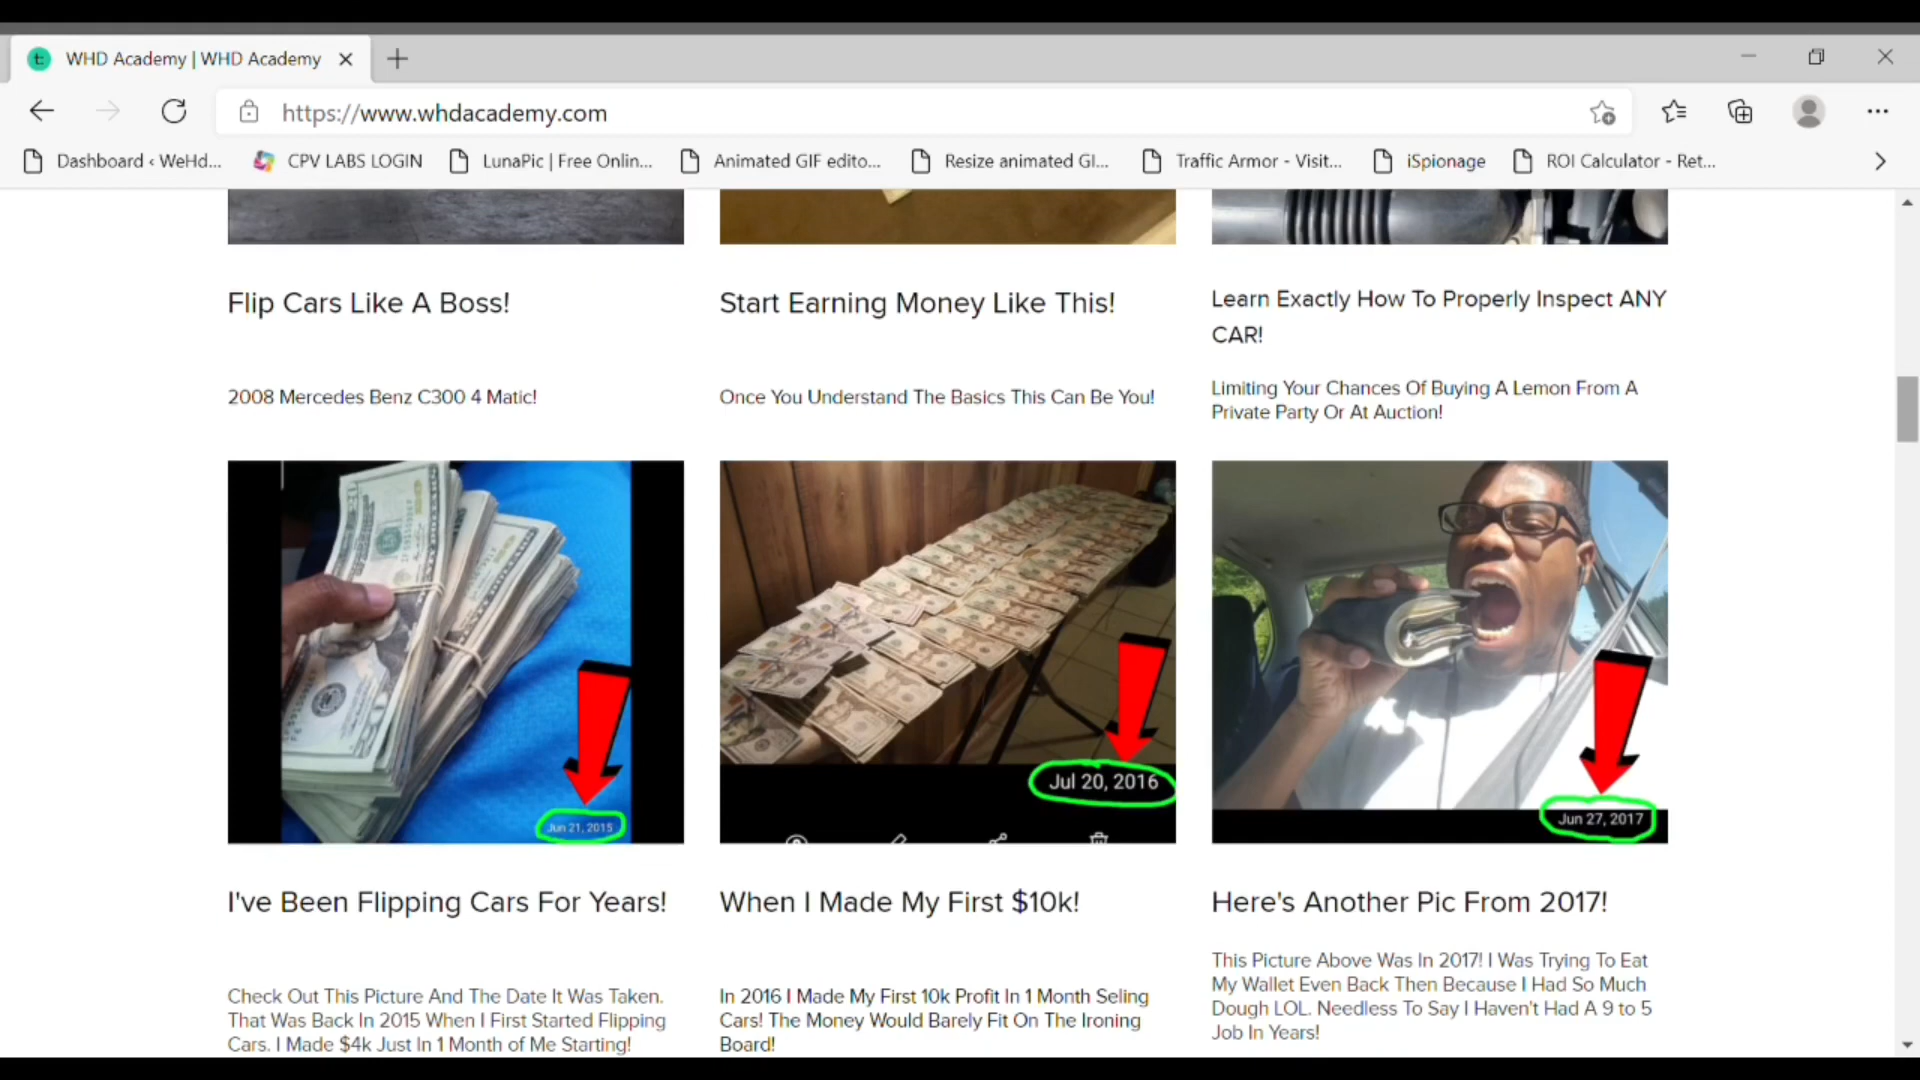 WHD Academy | WHD Academy
https://www.whdacademy.com
Dashboard ‹ WeHd... CPV LABS LOGIN LunaPic | Free Onlin... Animated GIF edito... Resize animated GI... Traffic Armor - Visit... iSpionage ROI Calculator - Ret...
Flip Cars Like A Boss!
2008 Mercedes Benz C300 4 Matic!
Start Earning Money Like This!
Once You Understand The Basics This Can Be You!
Learn Exactly How To Properly Inspect ANY
CAR!
Limiting Your Chances Of Buying A Lemon From A
Private Party Or At Auction!
Jun 21, 2015
I've Been Flipping Cars For Years!
Check Out This Picture And The Date It Was Taken.
That Was Back In 2015 When I First Started Flipping
Cars. I Made $4k Just In 1 Month of Me Starting!
Jul 20, 2016
When I Made My First $10k!
In 2016 I Made My First 10k Profit In 1 Month Seling
Cars! The Money Would Barely Fit On The Ironing
Board!
Jun 27, 2017
Here's Another Pic From 2017!
This Picture Above Was In 2017! I Was Trying To Eat
My Wallet Even Back Then Because I Had So Much
Dough LOL. Needless To Say I Haven't Had A 9 to 5
Job In Years!